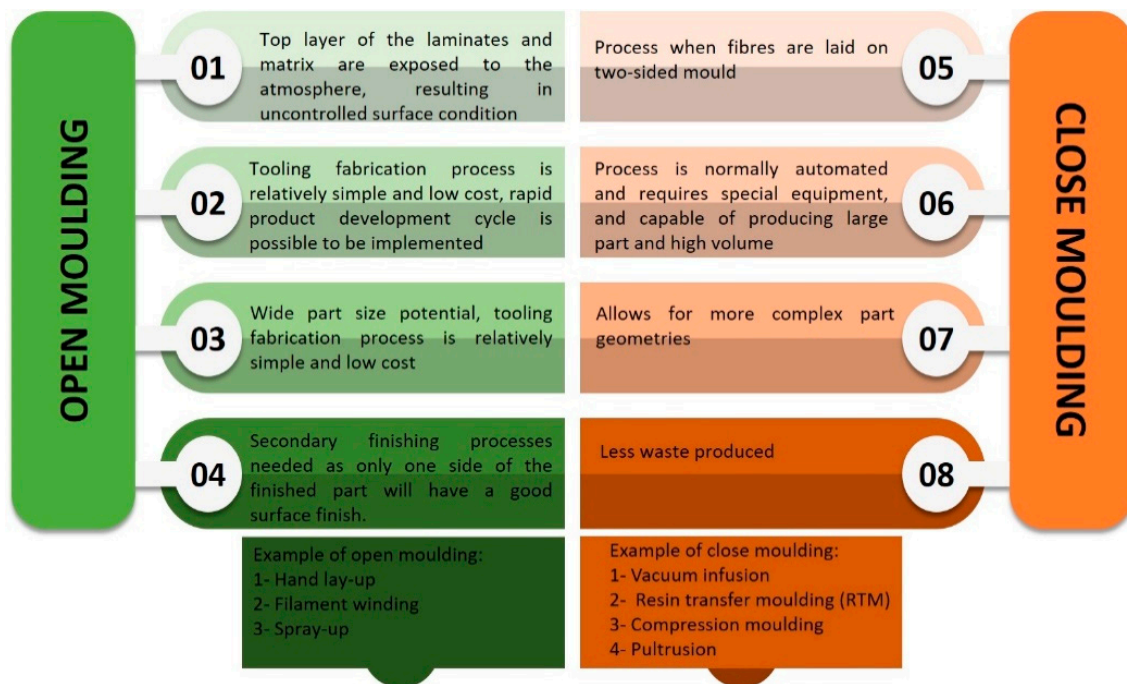 OPEN MOULDING
01
Top layer of the laminates and
matrix are exposed to the
atmosphere, resulting in
uncontrolled surface condition
02
Tooling fabrication process is
relatively simple and low cost, rapid
product development cycle is
possible to be implemented
03
Wide part size potential, tooling
fabrication process is relatively
simple and low cost
04
Secondary finishing processes
needed as only one side of the
finished part will have a good
surface finish.
Example of open moulding:
1- Hand lay-up
2- Filament winding
3- Spray-up
CLOSE MOULDING
Process when fibres are laid on
two-sided mould
05
Process is normally automated
and requires special equipment,
and capable of producing large
part and high volume
06
Allows for more complex part
geometries
07
Less waste produced
08
Example of close moulding:
1- Vacuum infusion
2- Resin transfer moulding (RTM)
3- Compression moulding
4- Pultrusion